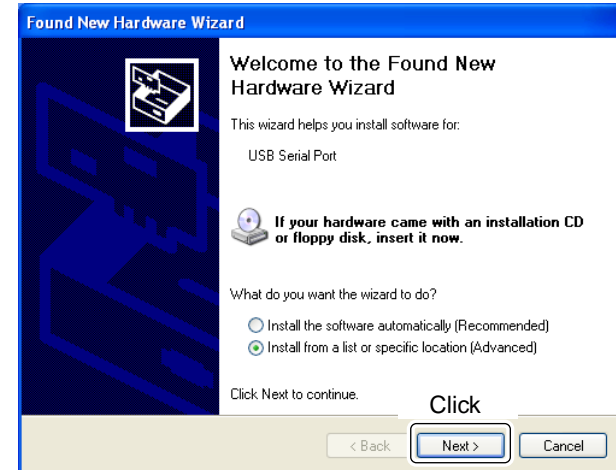 Found New Hardware Wizard
Welcome to the Found New
Hardware Wizard
This wizard helps you install software for:
USB Serial Port
If your hardware came with an installation CD
or floppy disk, insert it now.
What do you want the wizard to do?
Install the software automatically (Recommended)
Install from a list or specific location (Advanced)
Click Next to continue.
Click
< Back
Next >
Cancel